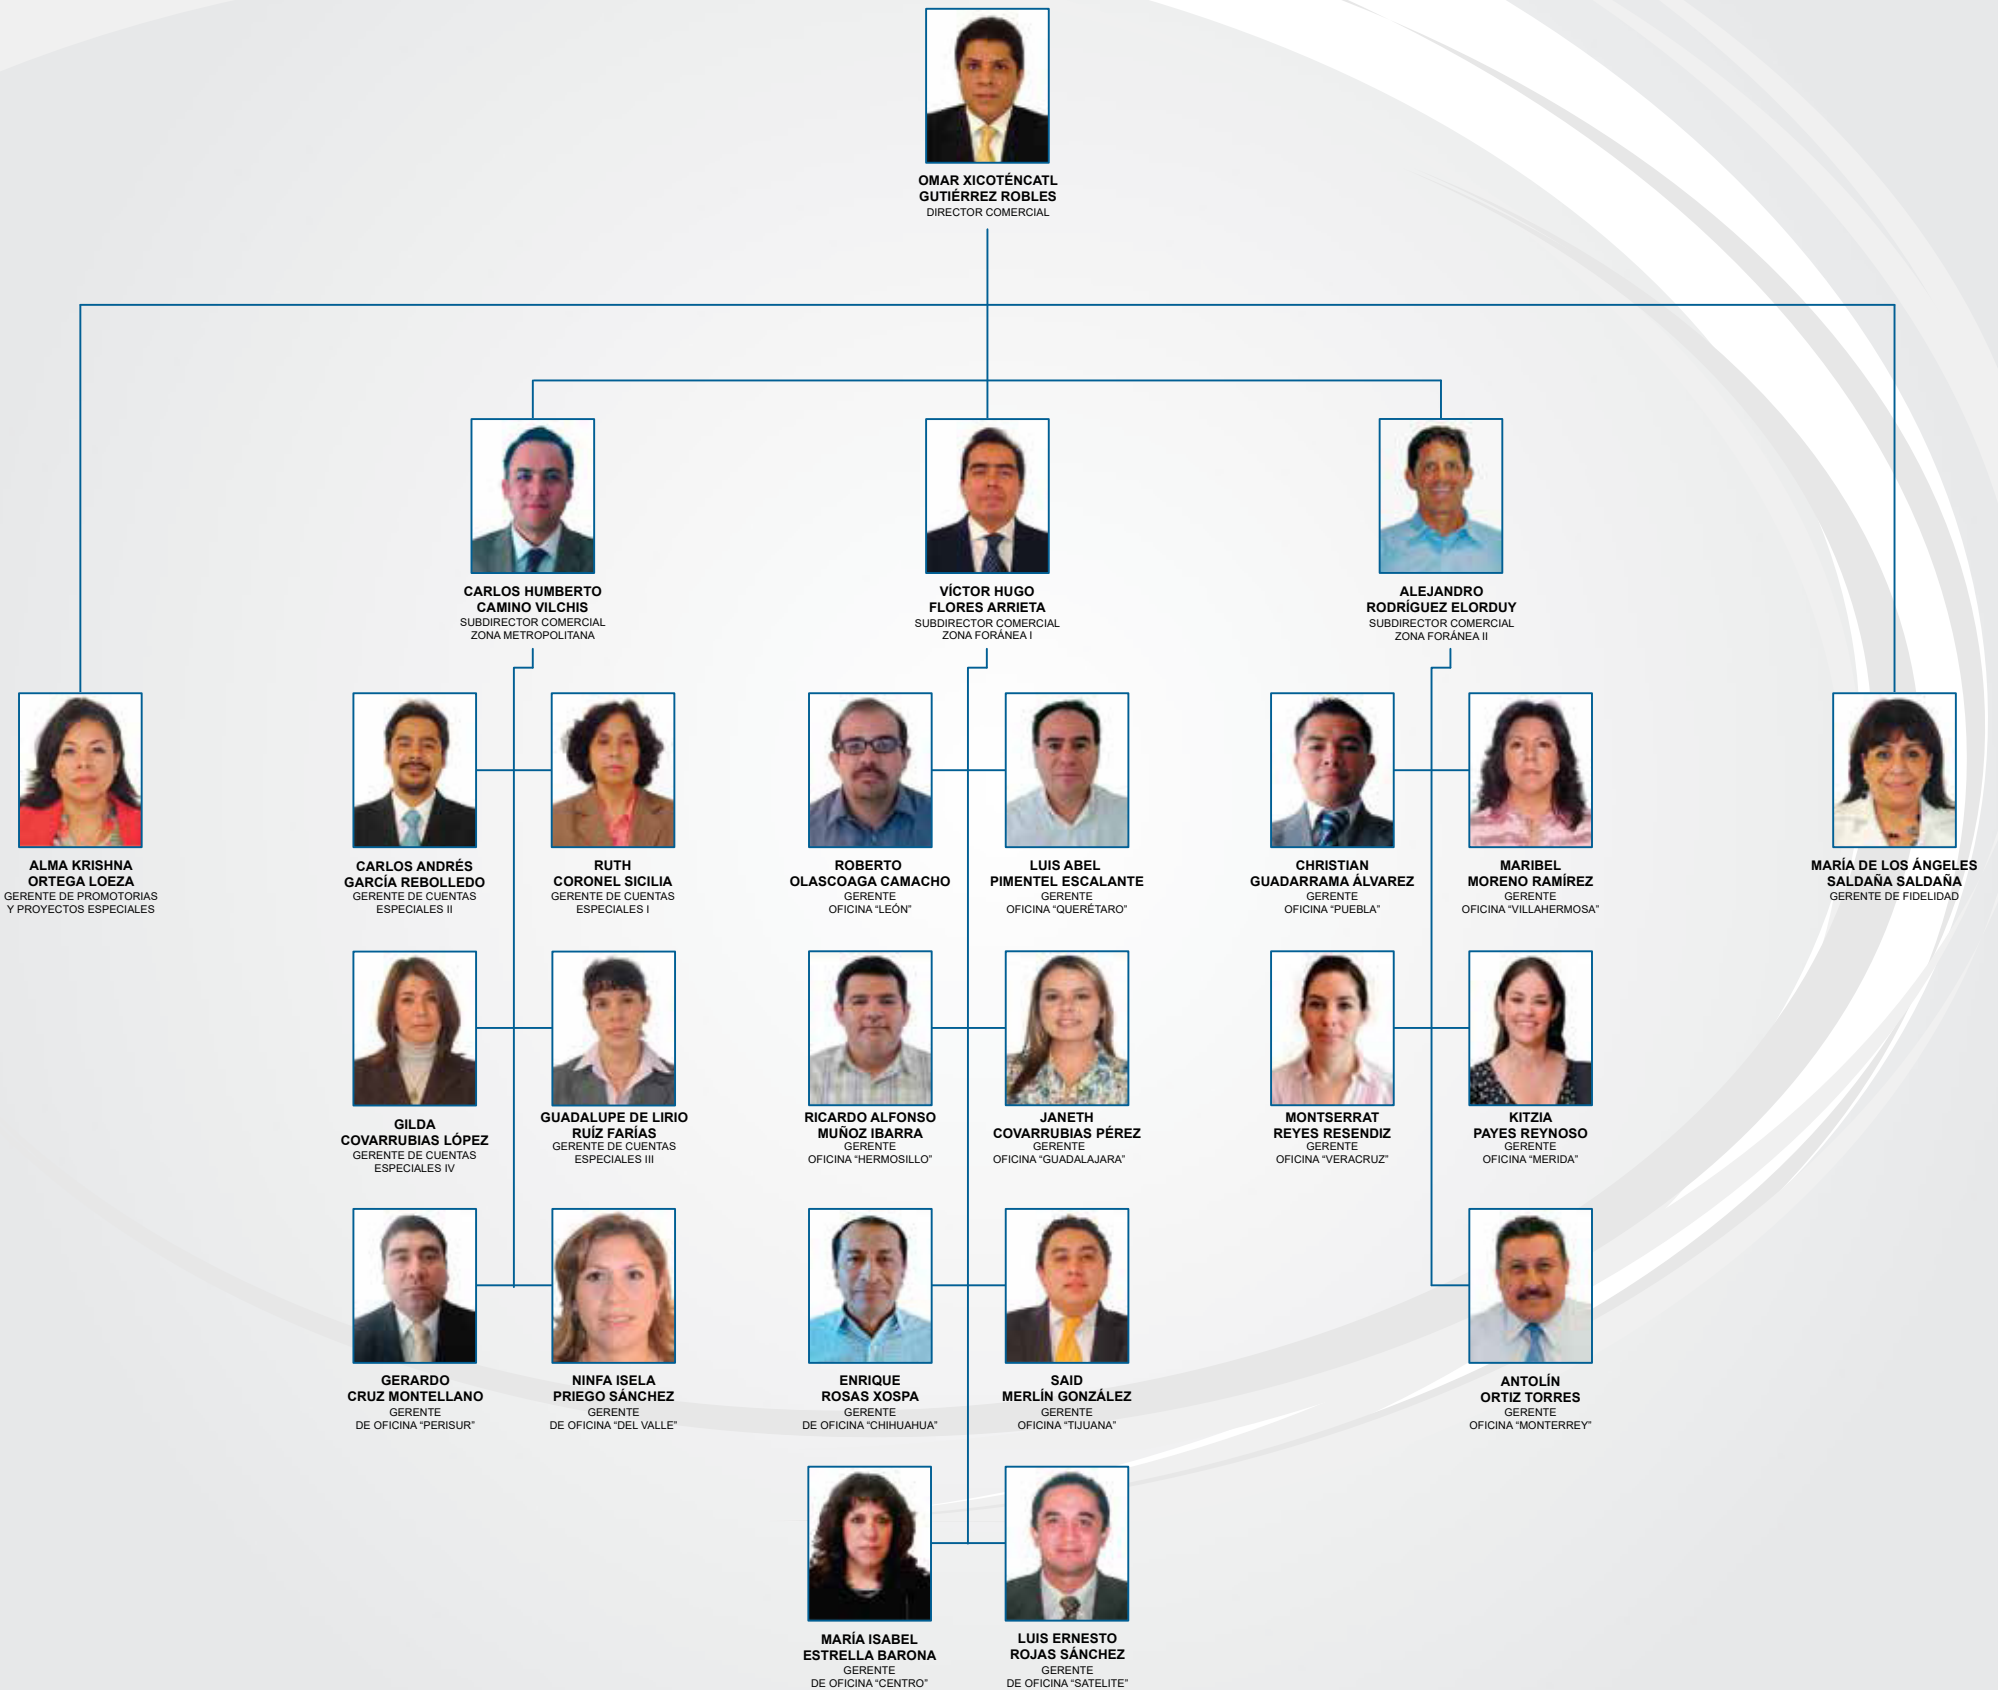 OMAR XICOTÉNCATL
GUTIÉRREZ ROBLES
DIRECTOR COMERCIAL
CARLOS HUMBERTO
CAMINO VILCHIS
SUBDIRECTOR COMERCIAL
ZONA METROPOLITANA
VÍCTOR HUGO
FLORES ARRIETA
SUBDIRECTOR COMERCIAL
ZONA FORÁNEA I
ALEJANDRO
RODRÍGUEZ ELORDUY
SUBDIRECTOR COMERCIAL
ZONA FORÁNEA II
ALMA KRISHNA
ORTEGA LOEZA
GERENTE DE PROMOTORIAS
Y PROYECTOS ESPECIALES
CARLOS ANDRÉS
GARCÍA REBOLLEDO
GERENTE DE CUENTAS
ESPECIALES II
RUTH
CORONEL SICILIA
GERENTE DE CUENTAS
ESPECIALES I
ROBERTO
OLASCOAGA CAMACHO
GERENTE
OFICINA “LEÓN”
LUIS ABEL
PIMENTEL ESCALANTE
GERENTE
OFICINA “QUERÉTARO”
CHRISTIAN
GUADARRAMA ÁLVAREZ
GERENTE
OFICINA “PUEBLA”
MARIBEL
MORENO RAMÍREZ
GERENTE
OFICINA “VILLAHERMOSA”
MARÍA DE LOS ÁNGELES
SALDAÑA SALDAÑA
GERENTE DE FIDELIDAD
GILDA
COVARRUBIAS LÓPEZ
GERENTE DE CUENTAS
ESPECIALES IV
GUADALUPE DE LIRIO
RUÍZ FARÍAS
GERENTE DE CUENTAS
ESPECIALES III
RICARDO ALFONSO
MUÑOZ IBARRA
GERENTE
OFICINA “HERMOSILLO”
JANETH
COVARRUBIAS PÉREZ
GERENTE
OFICINA “GUADALAJARA”
MONTSERRAT
REYES RESENDIZ
GERENTE
OFICINA “VERACRUZ”
KITZIA
PAYES REYNOSO
GERENTE
OFICINA “MERIDA”
GERARDO
CRUZ MONTELLANO
GERENTE
DE OFICINA “PERISUR”
NINFA ISELA
PRIEGO SÁNCHEZ
GERENTE
DE OFICINA “DEL VALLE”
ENRIQUE
ROSAS XOSPA
GERENTE
DE OFICINA “CHIHUAHUA”
SAID
MERLÍN GONZÁLEZ
GERENTE
OFICINA “TIJUANA”
ANTOLÍN
ORTIZ TORRES
GERENTE
OFICINA “MONTERREY”
MARÍA ISABEL
ESTRELLA BARONA
GERENTE
DE OFICINA “CENTRO”
LUIS ERNESTO
ROJAS SÁNCHEZ
GERENTE
DE OFICINA “SATELITE”